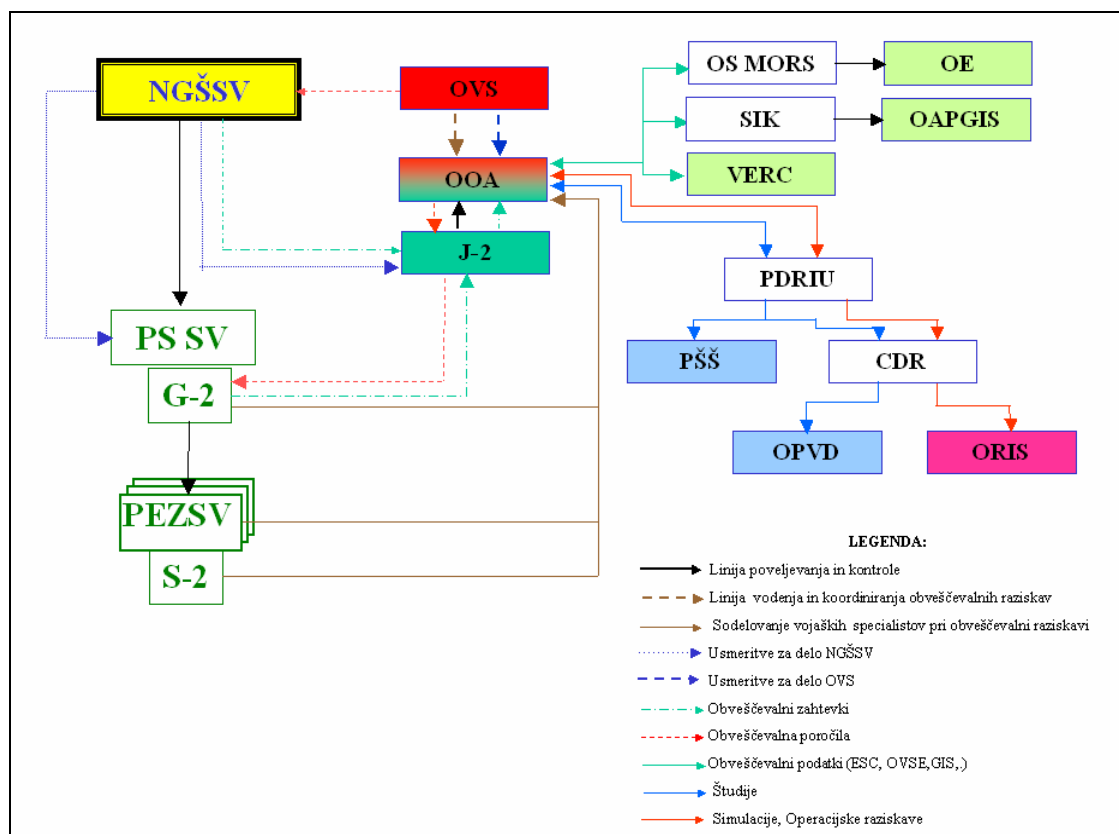 NGŠSV
OVS
OS MORS
OE
SIK
OAPGIS
OOA
VERC
J-2
PDRIU
PS SV
PŠŠ
CDR
G-2
OPVD
ORIS
PEZSV
S-2
LEGENDA:
Linija poveljevanja in kontrole
Linija vodenja in koordiniranja obveščevalnih raziskav
Sodelovanje vojaških specialistov pri obveščevalni raziskavi
Usmeritve za delo NGŠSV
Usmeritve za delo OVS
Obveščevalni zahtevki
Obveščevalna poročila
Obveščevalni podatki (ESC, OVSE,GIS,.)
Študije
Simulacije, Operacijske raziskave